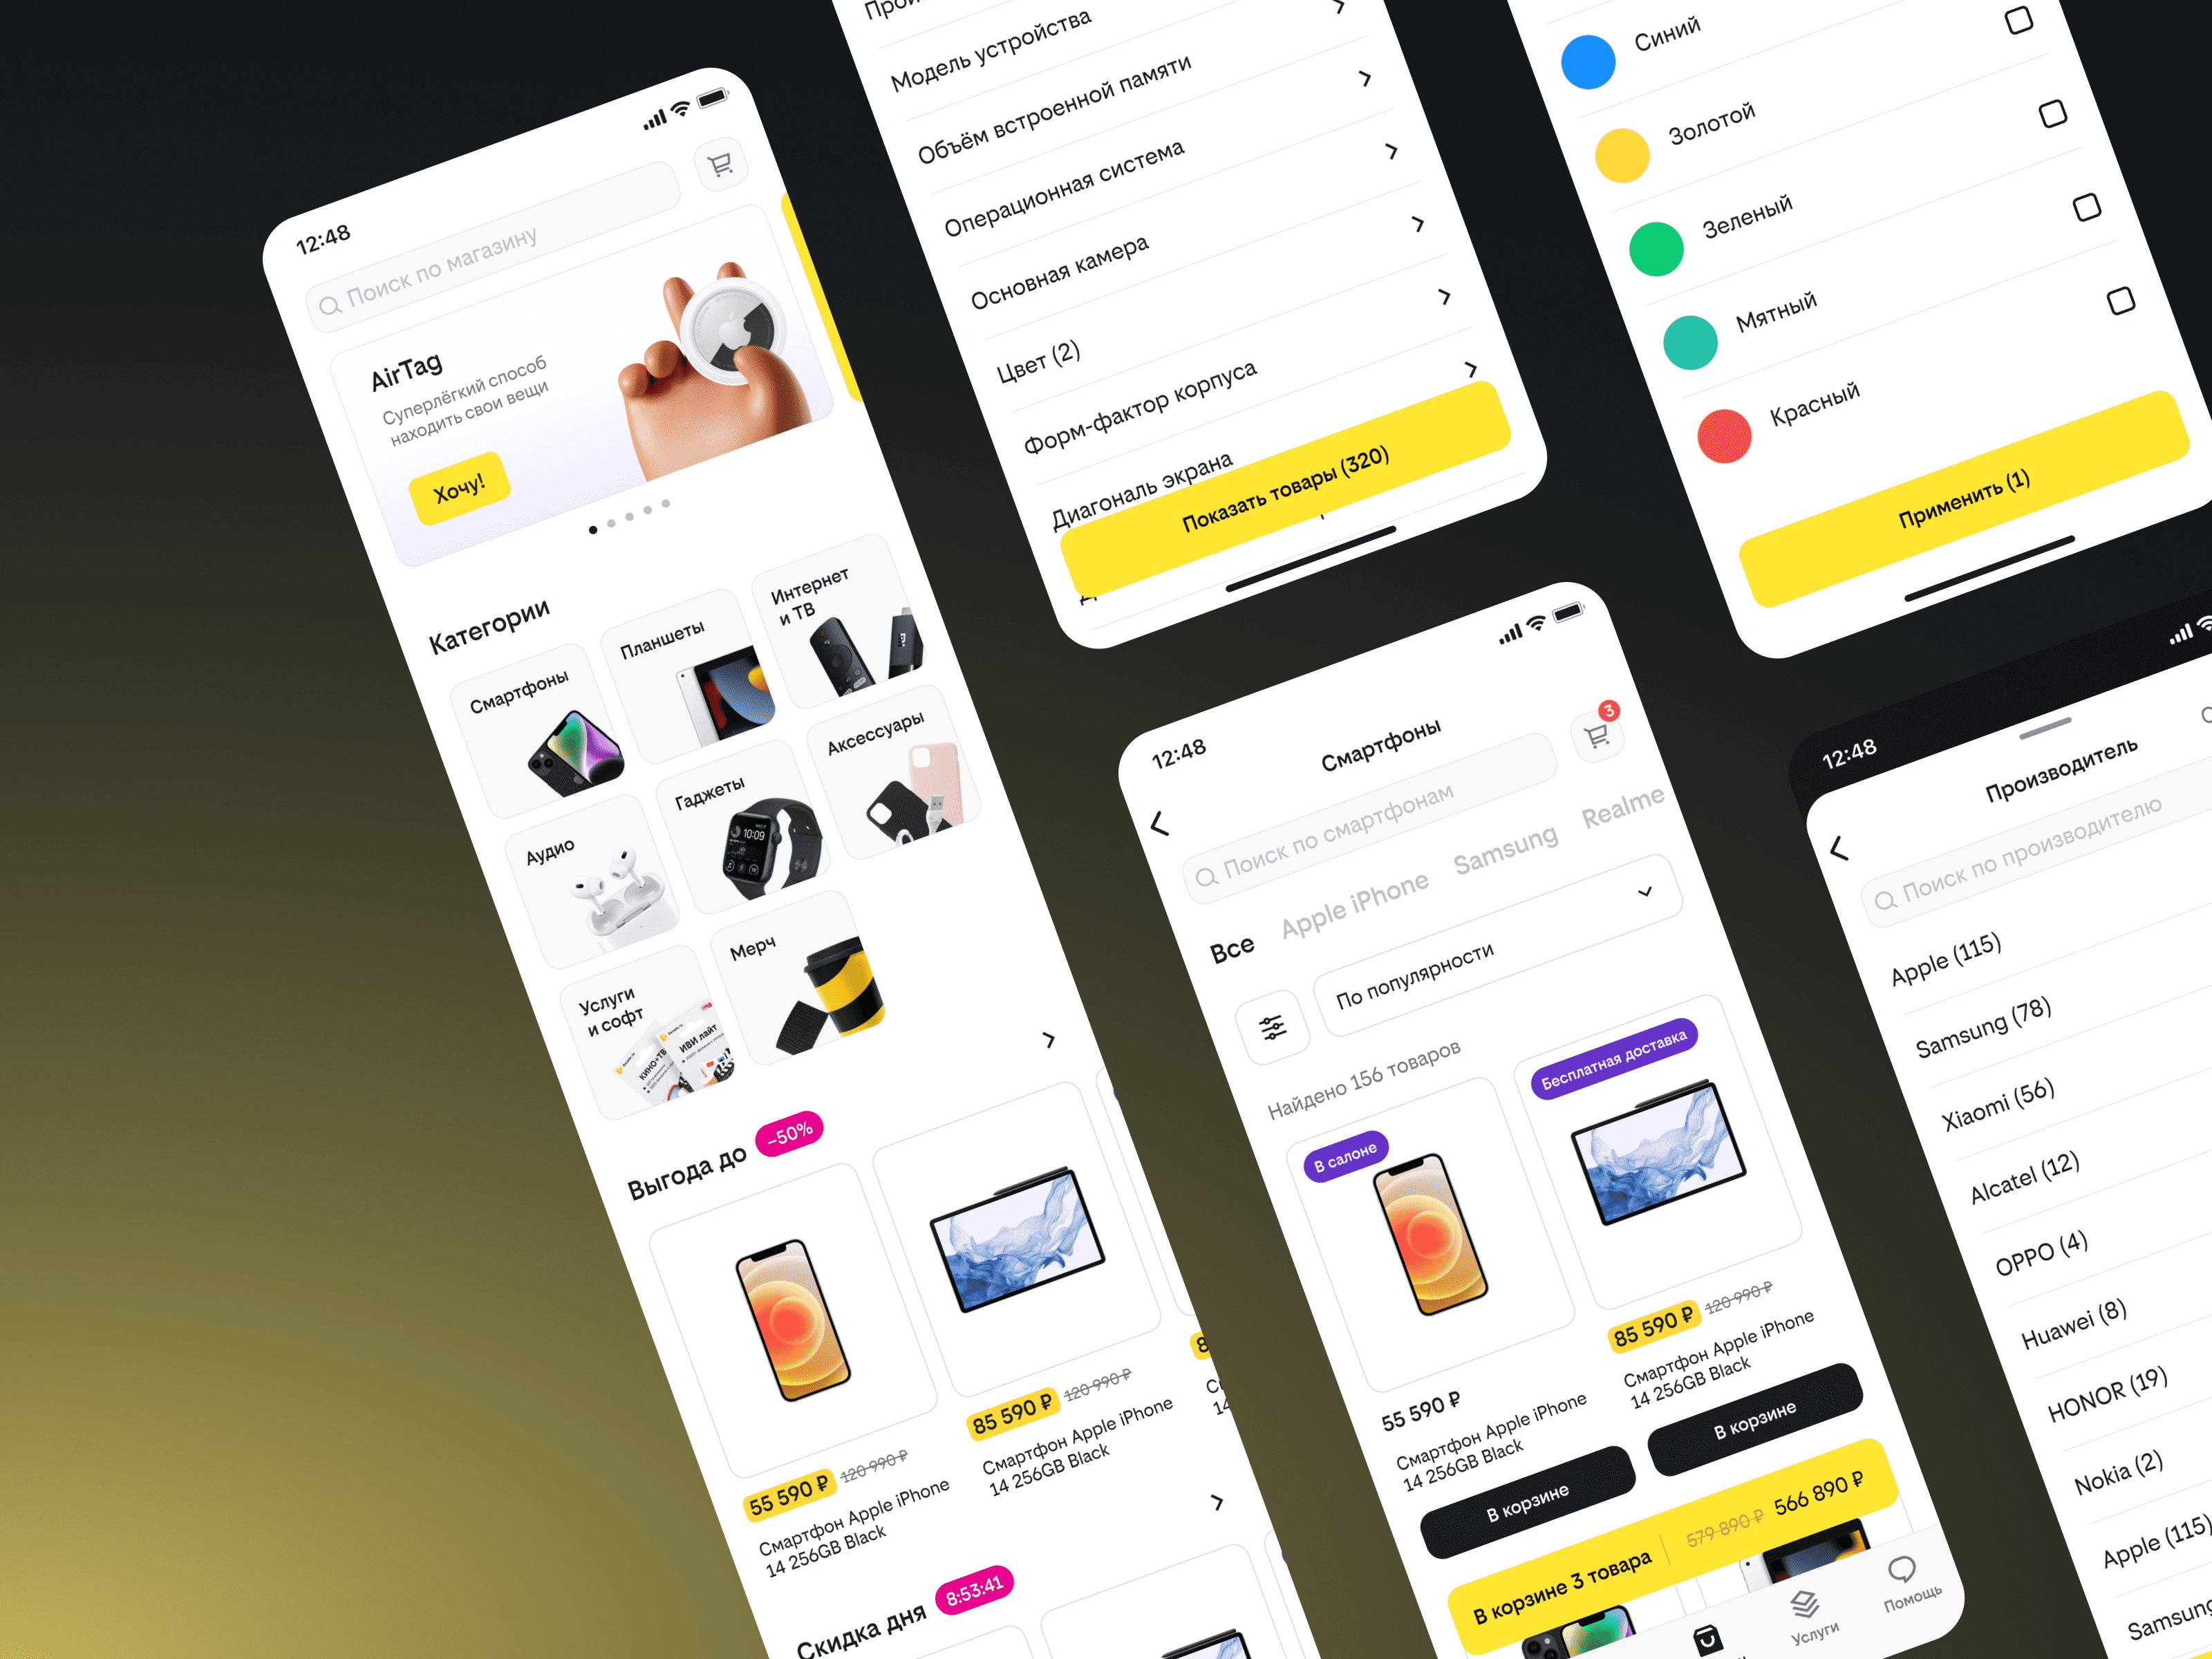 12:48
Поиск по магазину
AirTag
Суперлёгкий способ
находить свои вещи
Хочу!
Категории
Смартфоны
Планшеты
Интернет
и ТВ
Аудио
Гаджеты
10:09
Аксессуары
Услуги
и софт
КИНО+ТВ
ИВИ лайт
Мерч
Выгода до
–50%
55 590 ₽
120 990 ₽
Смартфон Apple iPhone
14 256GB Black
85 590 ₽
120 990 ₽
Смартфон Apple iPhone
14 256GB Black
Скидка дня
8:53:41
Модель устройства
Объём встроенной памяти
Операционная система
Основная камера
Цвет (2)
Форм-фактор корпуса
Диагональ экрана
Показать товары (320)
Синий
Золотой
Зеленый
Мятный
Красный
Применить (1)
12:48
Смартфоны
3
Поиск по смартфонам
Все
Apple iPhone
Samsung
Realme
По популярности
Найдено 156 товаров
В салоне
55 590 ₽
Смартфон Apple iPhone
14 256GB Black
В корзине
Бесплатная доставка
85 590 ₽
120 990 ₽
Смартфон Apple iPhone
14 256GB Black
В корзине
В корзине 3 товара
579 890 ₽
566 890 ₽
Услуги
Помощь
12:48
Производитель
Поиск по производителю
Apple (115)
Samsung (78)
Xiaomi (56)
Alcatel (12)
OPPO (4)
Huawei (8)
HONOR (19)
Nokia (2)
Apple (115)
Samsung